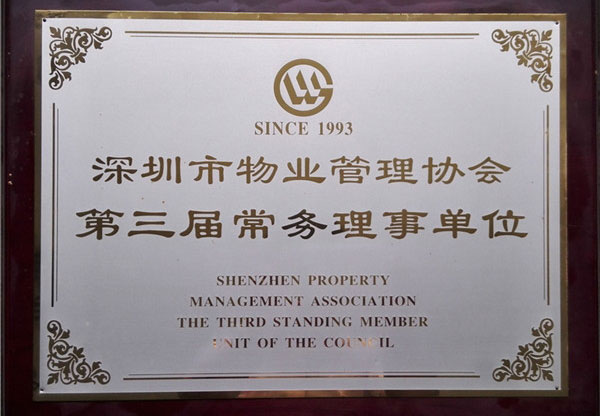 SINCE 1993
深圳市物业管理协会
第三届常务理事单位
SHENZHEN PROPERTY
MANAGEMENT ASSOCIATION
THE THIRD STANDING MEMBER
UNIT OF THE COUNCIL